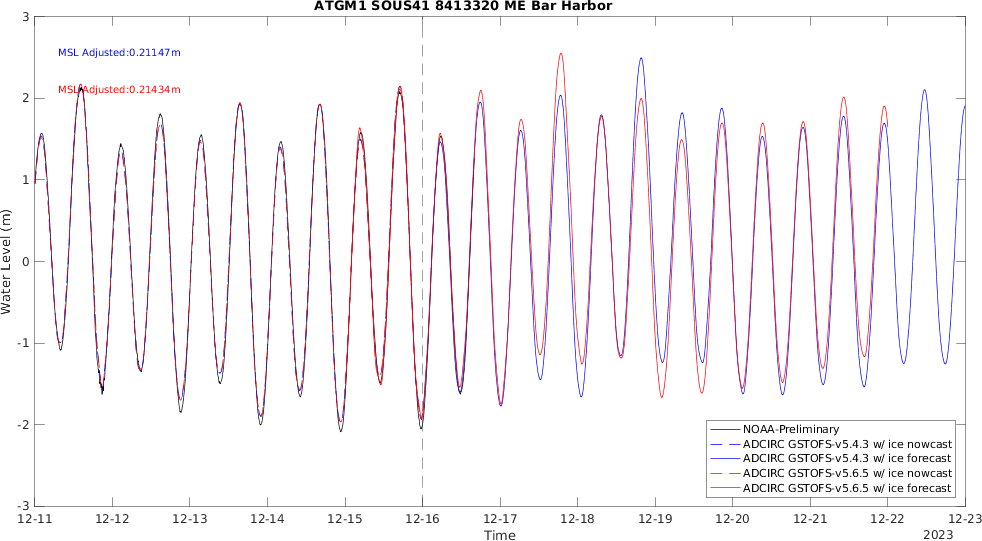 ATGM1 SOUS41 8413320 ME Bar Harbor
3
MSL Adjusted:0.21147m
MSL Adjusted:0.21434m
2
1
0
-1
-2
-3
Water Level (m)
NOAA-Preliminary
ADCIRC GSTOFS-v5.4.3 w/ ice nowcast
ADCIRC GSTOFS-v5.4.3 w/ ice forecast
ADCIRC GSTOFS-v5.6.5 w/ ice nowcast
ADCIRC GSTOFS-v5.6.5 w/ ice forecast
12-11 12-12 12-13 12-14 12-15 12-16 12-17 12-18 12-19 12-20 12-21 12-22 12-23
Time
2023